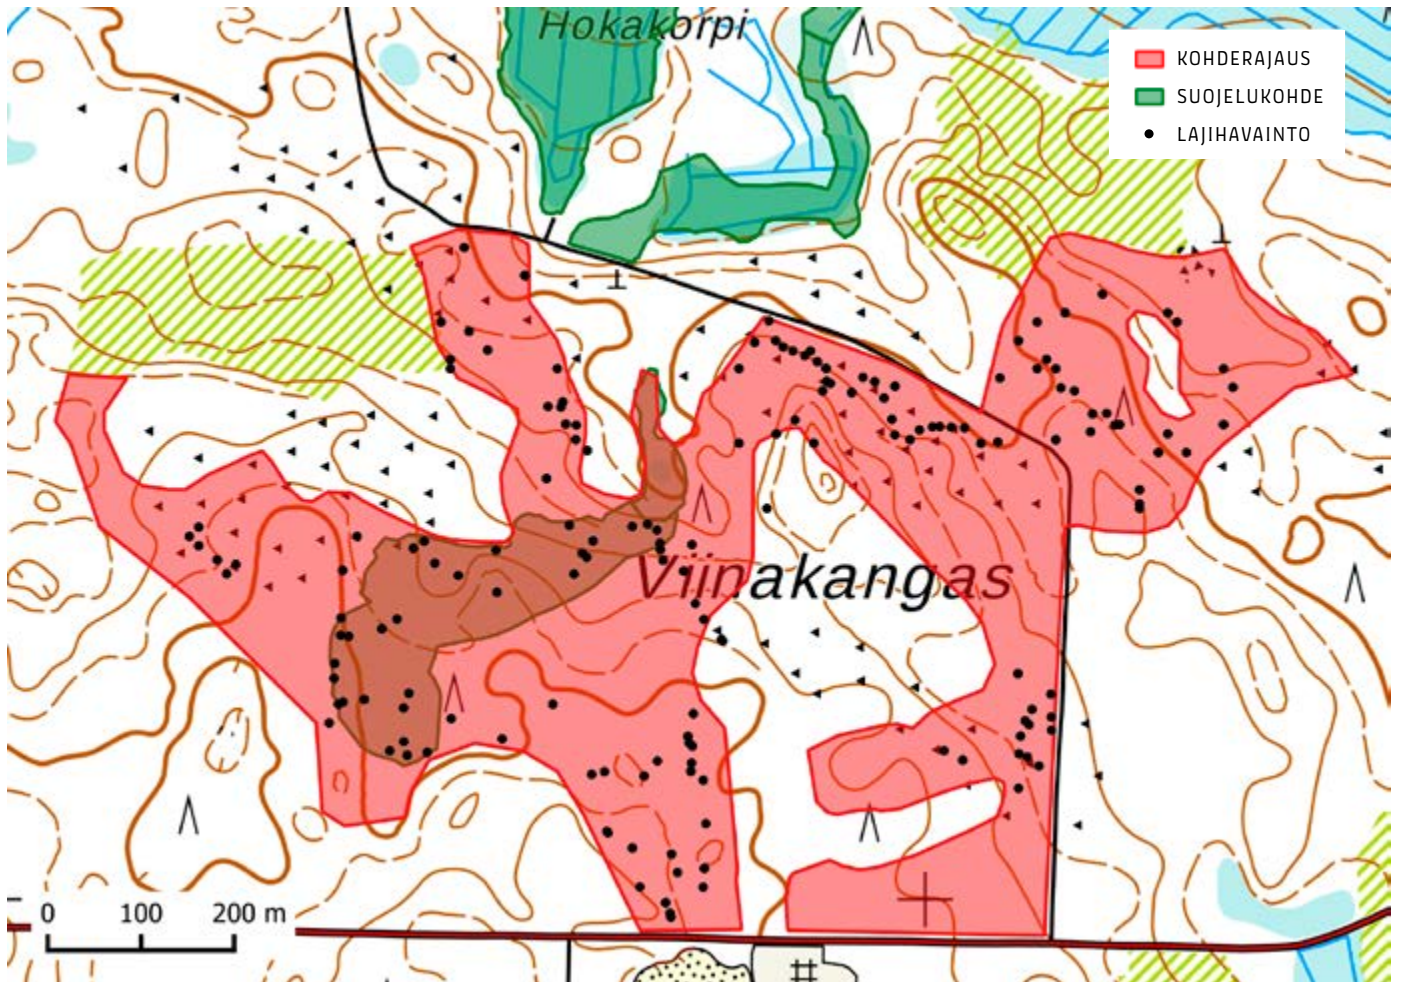 Hokakorpi
KOHDERAJAUS
SUOJELUKOHDE
LAJIHAVAINTO
Viinakangas
0 100 200 m